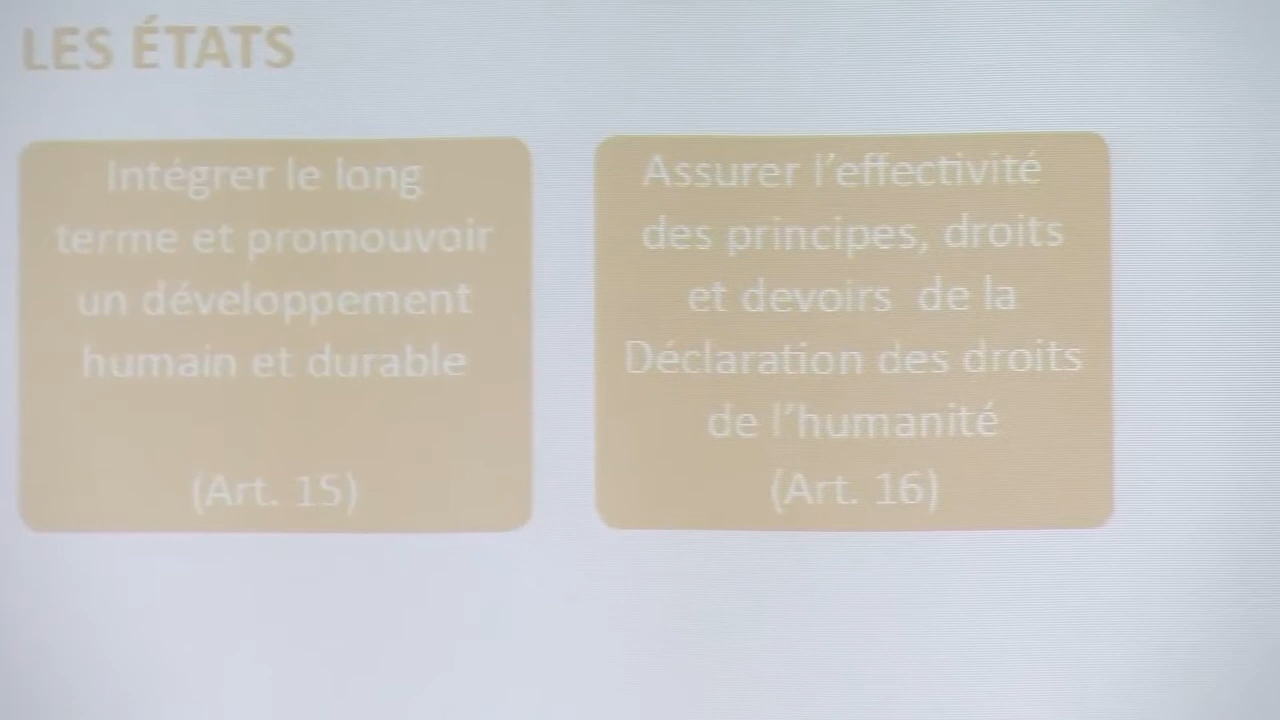 LES ÉTATS
Intégrer le long
terme et promouvoir
un développement
humain et durable
(Art. 15)
Assurer l'effectivité
des principes, droits
et devoirs de la
Déclaration des droits
de l'humanité
(Art. 16)